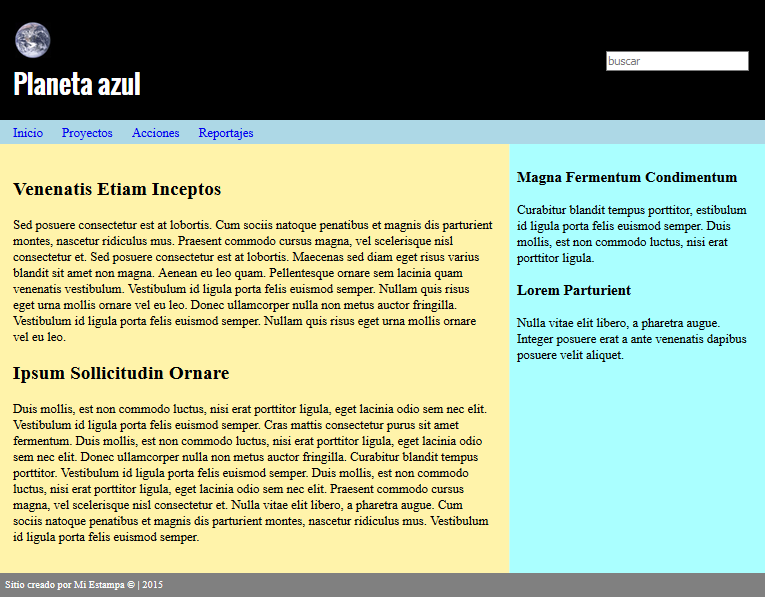 Planeta azul
buscar
Inicio Proyectos Acciones Reportajes
Venenatis Etiam Inceptos
Sed posuere consectetur est at lobortis. Cum sociis natoque penatibus et magnis dis parturient
montes, nascetur ridiculus mus. Praesent commodo cursus magna, vel scelerisque nisl
consectetur et. Sed posuere consectetur est at lobortis. Maecenas sed diam eget risus varius
blandit sit amet non magna. Aenean eu leo quam. Pellentesque ornare sem lacinia quam
venenatis vestibulum. Vestibulum id ligula porta felis euismod semper. Nullam quis risus
eget urna mollis ornare vel eu leo. Donec ullamcorper nulla non metus auctor fringilla.
Vestibulum id ligula porta felis euismod semper. Nullam quis risus eget urna mollis ornare
vel eu leo.
Ipsum Sollicitudin Ornare
Duis mollis, est non commodo luctus, nisi erat porttitor ligula, eget lacinia odio sem nec elit.
Vestibulum id ligula porta felis euismod semper. Cras mattis consectetur purus sit amet
fermentum. Duis mollis, est non commodo luctus, nisi erat porttitor ligula, eget lacinia odio
sem nec elit. Donec ullamcorper nulla non metus auctor fringilla. Curabitur blandit tempus
porttitor. Vestibulum id ligula porta felis euismod semper. Duis mollis, est non commodo
luctus, nisi erat porttitor ligula, eget lacinia odio sem nec elit. Praesent commodo cursus
magna, vel scelerisque nisl consectetur et. Nulla vitae elit libero, a pharetra augue. Cum
sociis natoque penatibus et magnis dis parturient montes, nascetur ridiculus mus. Vestibulum
id ligula porta felis euismod semper.
Magna Fermentum Condimentum
Curabitur blandit tempus porttitor, estibulum
id ligula porta felis euismod semper. Duis
mollis, est non commodo luctus, nisi erat
porttitor ligula.
Lorem Parturient
Nulla vitae elit libero, a pharetra augue.
Integer posuere erat a ante venenatis dapibus
posuere velit aliquet.
Sitio creado por Mi Estampa © | 2015